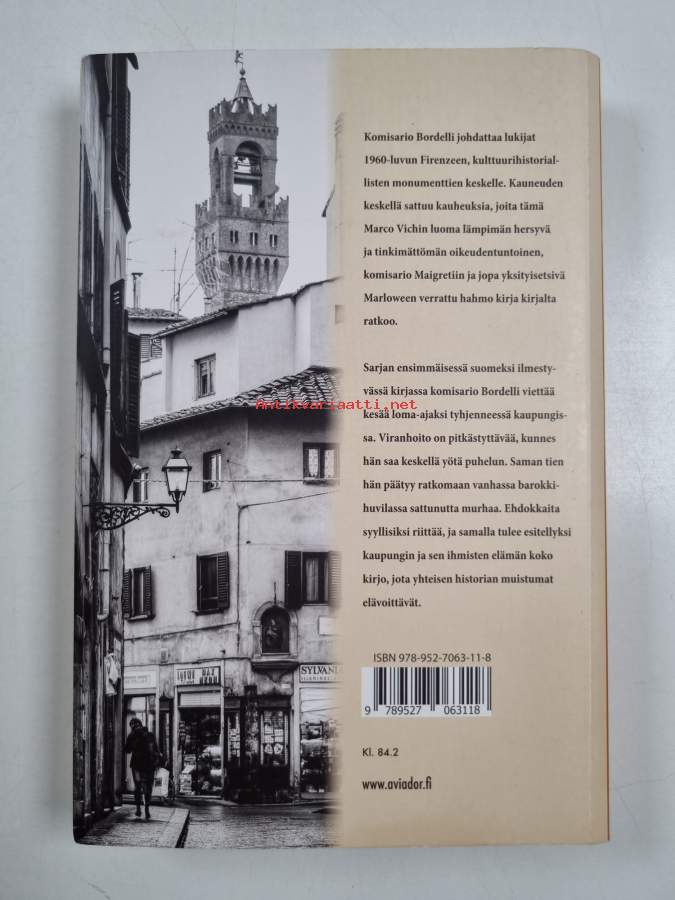 Komisario Bordelli johdattaa lukijat
1960-luvun Firenzeen, kulttuurihistorial-
listen monumenttien keskelle. Kauneuden
keskellä sattuu kauheuksia, joita tämä
Marco Vichin luoma lämpimän hersyvä
ja tinkimättömän oikeudentuntoinen,
komisario Maigretiin ja jopa yksityisetsivä
Marloween verrattu hahmo kirja kirjalta
ratkoo.
Sarjan ensimmäisessä suomeksi ilmesty-
vässä kirjassa komisario Bordelli viettää
kesää loma-ajaksi tyhjenneessä kaupungis-
Antikvariaatti.net
sa. Viranhoito on pitkästyttävää, kunnes
hän saa keskellä yötä puhelun. Saman tien
hän päätyy ratkomaan vanhassa barokki-
huvilassa sattunutta murhaa. Ehdokkaita
syyllisiksi riittää, ja samalla tulee esitellyksi
kaupungin ja sen ihmisten elämän koko
kirjo, jota yhteisen historian muistumat
elävoittävät.
SYLVANI
ISBN 978-952-7063-11-8
9 789527 063118
Kl. 84.2
www.aviador.fi